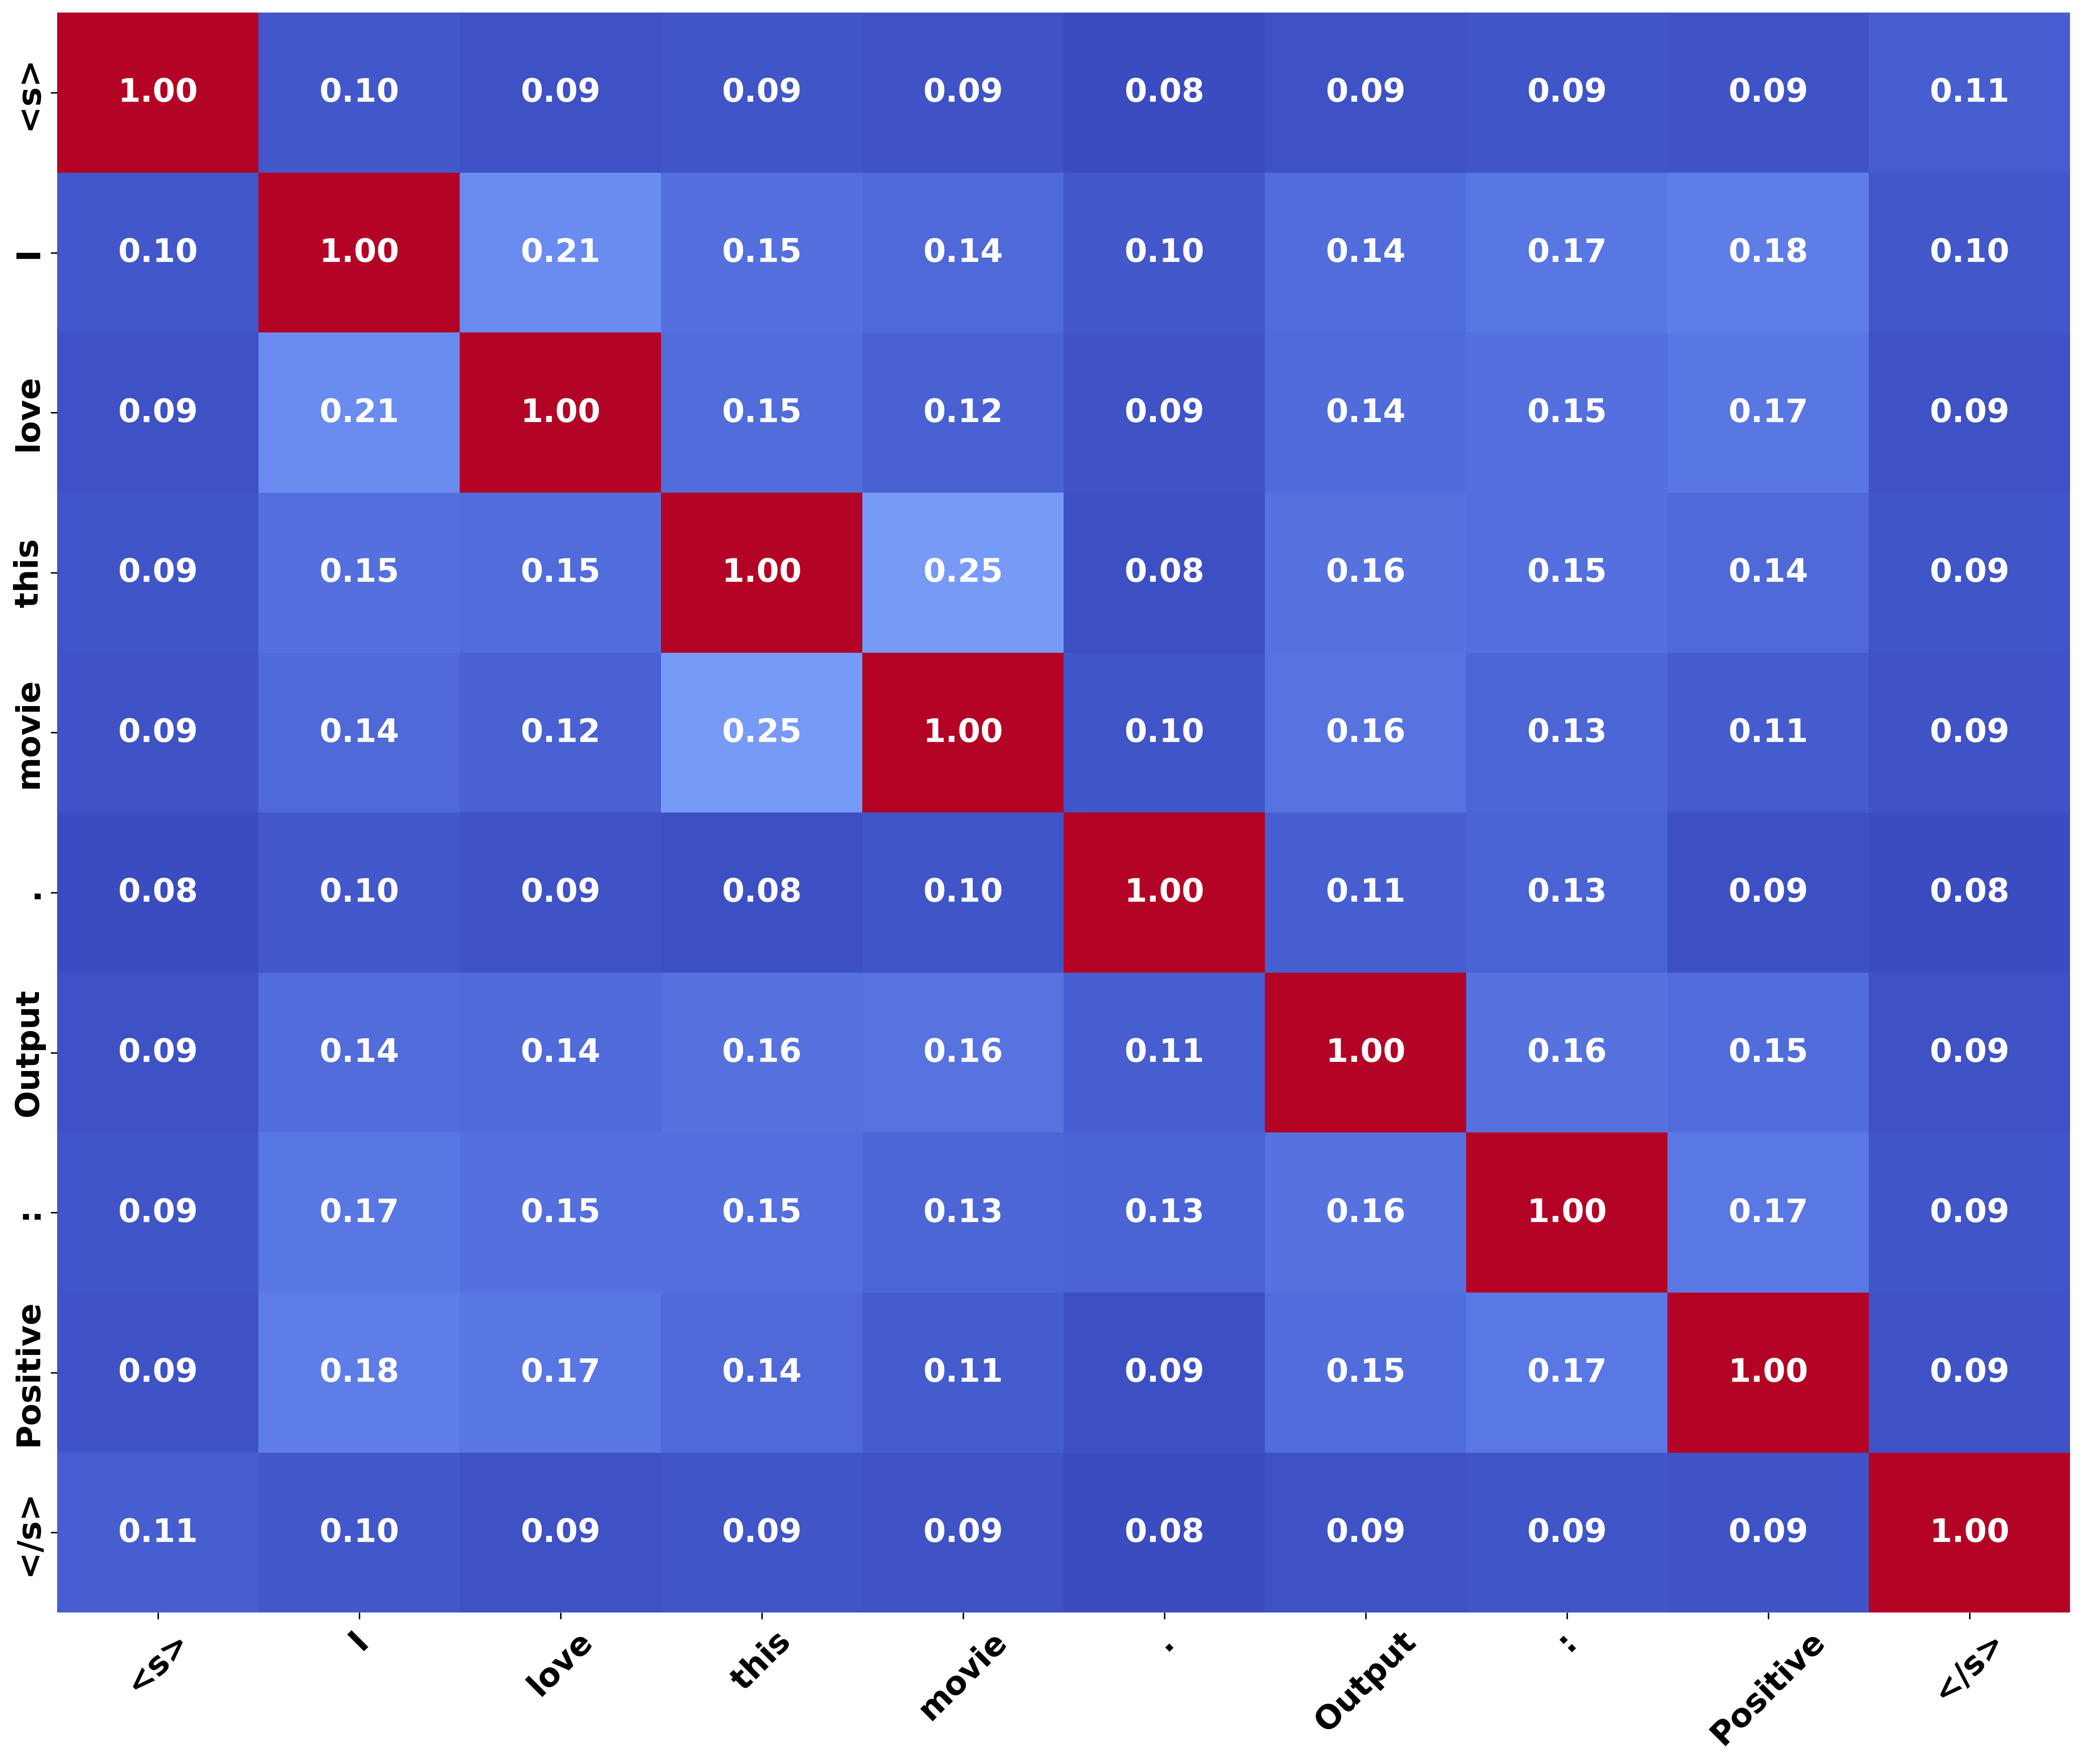 <s> 1.00 0.10 0.09 0.09 0.09 0.08 0.09 0.09 0.09 0.11
I 0.10 1.00 0.21 0.15 0.14 0.10 0.14 0.17 0.18 0.10
love 0.09 0.21 1.00 0.15 0.12 0.09 0.14 0.15 0.17 0.09
this 0.09 0.15 0.15 1.00 0.25 0.08 0.16 0.15 0.14 0.09
movie 0.09 0.14 0.12 0.25 1.00 0.10 0.16 0.13 0.11 0.09
. 0.08 0.10 0.09 0.08 0.10 1.00 0.11 0.13 0.09 0.08
Output 0.09 0.14 0.14 0.16 0.16 0.11 1.00 0.16 0.15 0.09
: 0.09 0.17 0.15 0.15 0.13 0.13 0.16 1.00 0.17 0.09
Positive 0.09 0.18 0.17 0.14 0.11 0.09 0.15 0.17 1.00 0.09
</s> 0.11 0.10 0.09 0.09 0.09 0.08 0.09 0.09 0.09 1.00
<s> I love this movie . Output : Positive </s>